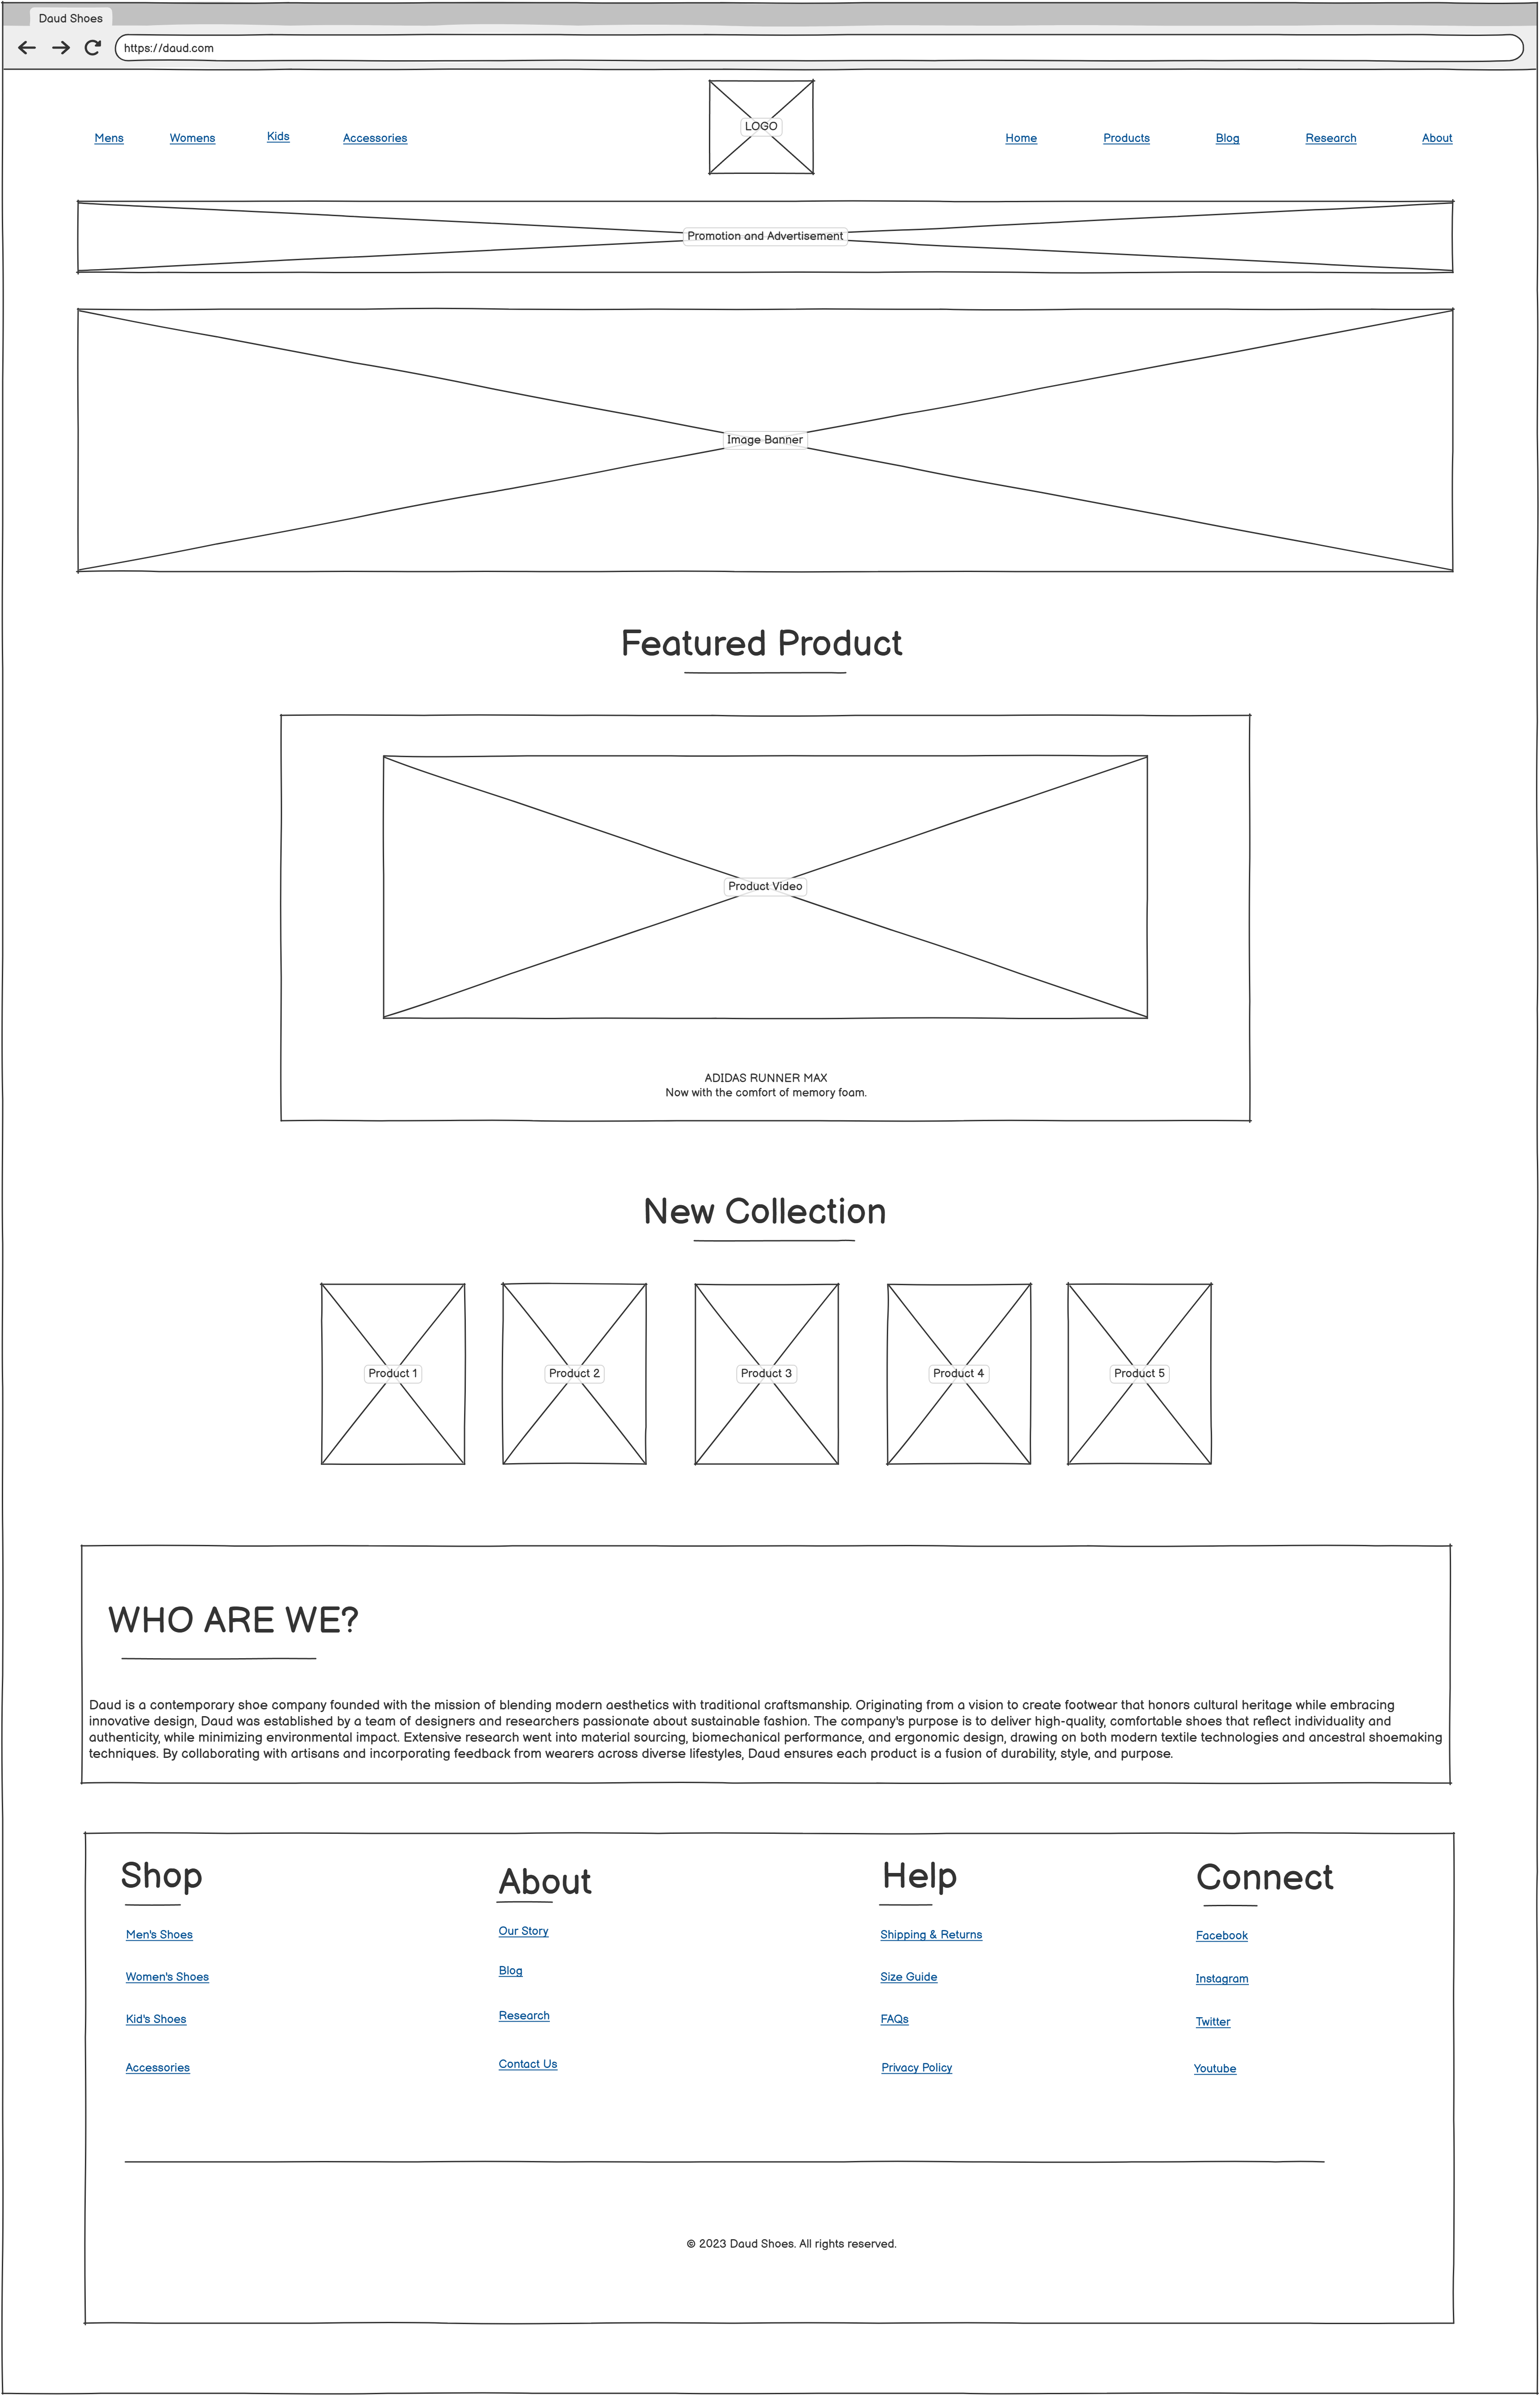 Daud Shoes
https://daud.com
LOGO
Mens Womens Kids Accessories Home Products Blog Research About
Promotion and Advertisement
Image Banner
Featured Product
Product Video
ADIDAS RUNNER MAX
Now with the comfort of memory foam.
New Collection
Product 1 Product 2 Product 3 Product 4 Product 5
WHO ARE WE?
Daud is a contemporary shoe company founded with the mission of blending modern aesthetics with traditional craftsmanship. Originating from a vision to create footwear that honors cultural heritage while embracing
innovative design, Daud was established by a team of designers and researchers passionate about sustainable fashion. The company's purpose is to deliver high-quality, comfortable shoes that reflect individuality and
authenticity, while minimizing environmental impact. Extensive research went into material sourcing, biomechanical performance, and ergonomic design, drawing on both modern textile technologies and ancestral shoemaking
techniques. By collaborating with artisans and incorporating feedback from wearers across diverse lifestyles, Daud ensures each product is a fusion of durability, style, and purpose.
Shop
Men's Shoes
Women's Shoes
Kid's Shoes
Accessories
About
Our Story
Blog
Research
Contact Us
Help
Shipping & Returns
Size Guide
FAQs
Privacy Policy
Connect
Facebook
Instagram
Twitter
Youtube
© 2023 Daud Shoes. All rights reserved.